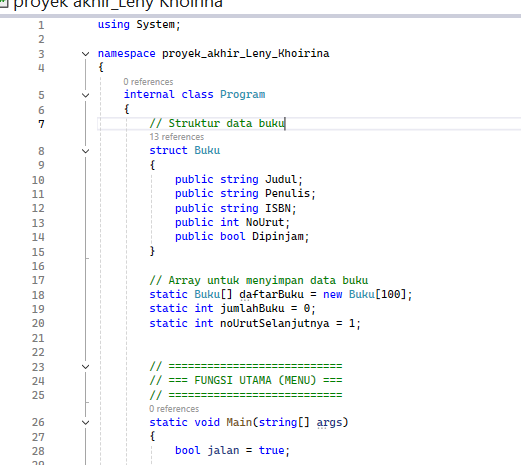 proyek akhir_Leny Khoirina
1 using System;
2
3 namespace proyek_akhir_Leny_Khoirina
4 {
0 references
5 internal class Program
6 {
7 // Struktur data buku
13 references
8 struct Buku
9 {
10 public string Judul;
11 public string Penulis;
12 public string ISBN;
13 public int NoUrut;
14 public bool Dipinjam;
15 }
16
17 // Array untuk menyimpan data buku
18 static Buku[] daftarBuku = new Buku[100];
19 static int jumlahBuku = 0;
20 static int noUrutSelanjutnya = 1;
21
22
23 // ===========================
24 // === FUNGSI UTAMA (MENU) ===
25 // ===========================
0 references
26 static void Main(string[] args)
27 {
28 bool jalan = true;
29